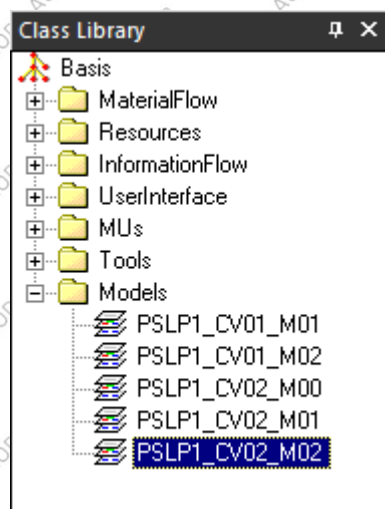 Class Library
Basis
MaterialFlow
Resources
InformationFlow
UserInterface
MUs
Tools
Models
PSLP1_CV01_M01
PSLP1_CV01_M02
PSLP1_CV02_M00
PSLP1_CV02_M01
PSLP1_CV02_M02